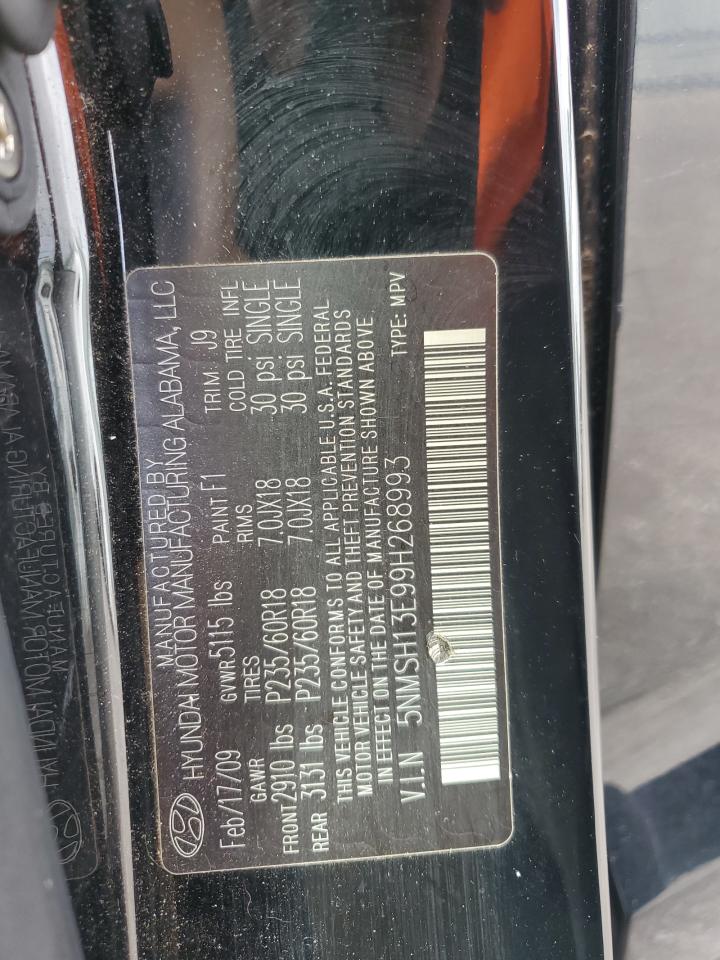 MANUFACTURED BY
HYUNDAI MOTOR MANUFACTURING ALABAMA, LLC
Feb/17/09 GVWR 5115 lbs PAINT F1 TRIM J9
GAWR TIRES RIMS COLD TIRE INFL
FRONT 2910 lbs P235/60R18 7.0JX18 30 psi SINGLE
REAR 3131 lbs P235/60R18 7.0JX18 30 psi SINGLE
THIS VEHICLE CONFORMS TO ALL APPLICABLE U.S.A. FEDERAL
MOTOR VEHICLE SAFETY AND THEFT PREVENTION STANDARDS
IN EFFECT ON THE DATE OF MANUFACTURE SHOWN ABOVE
V.I.N 5NMSH13E99H268993 TYPE: MPV